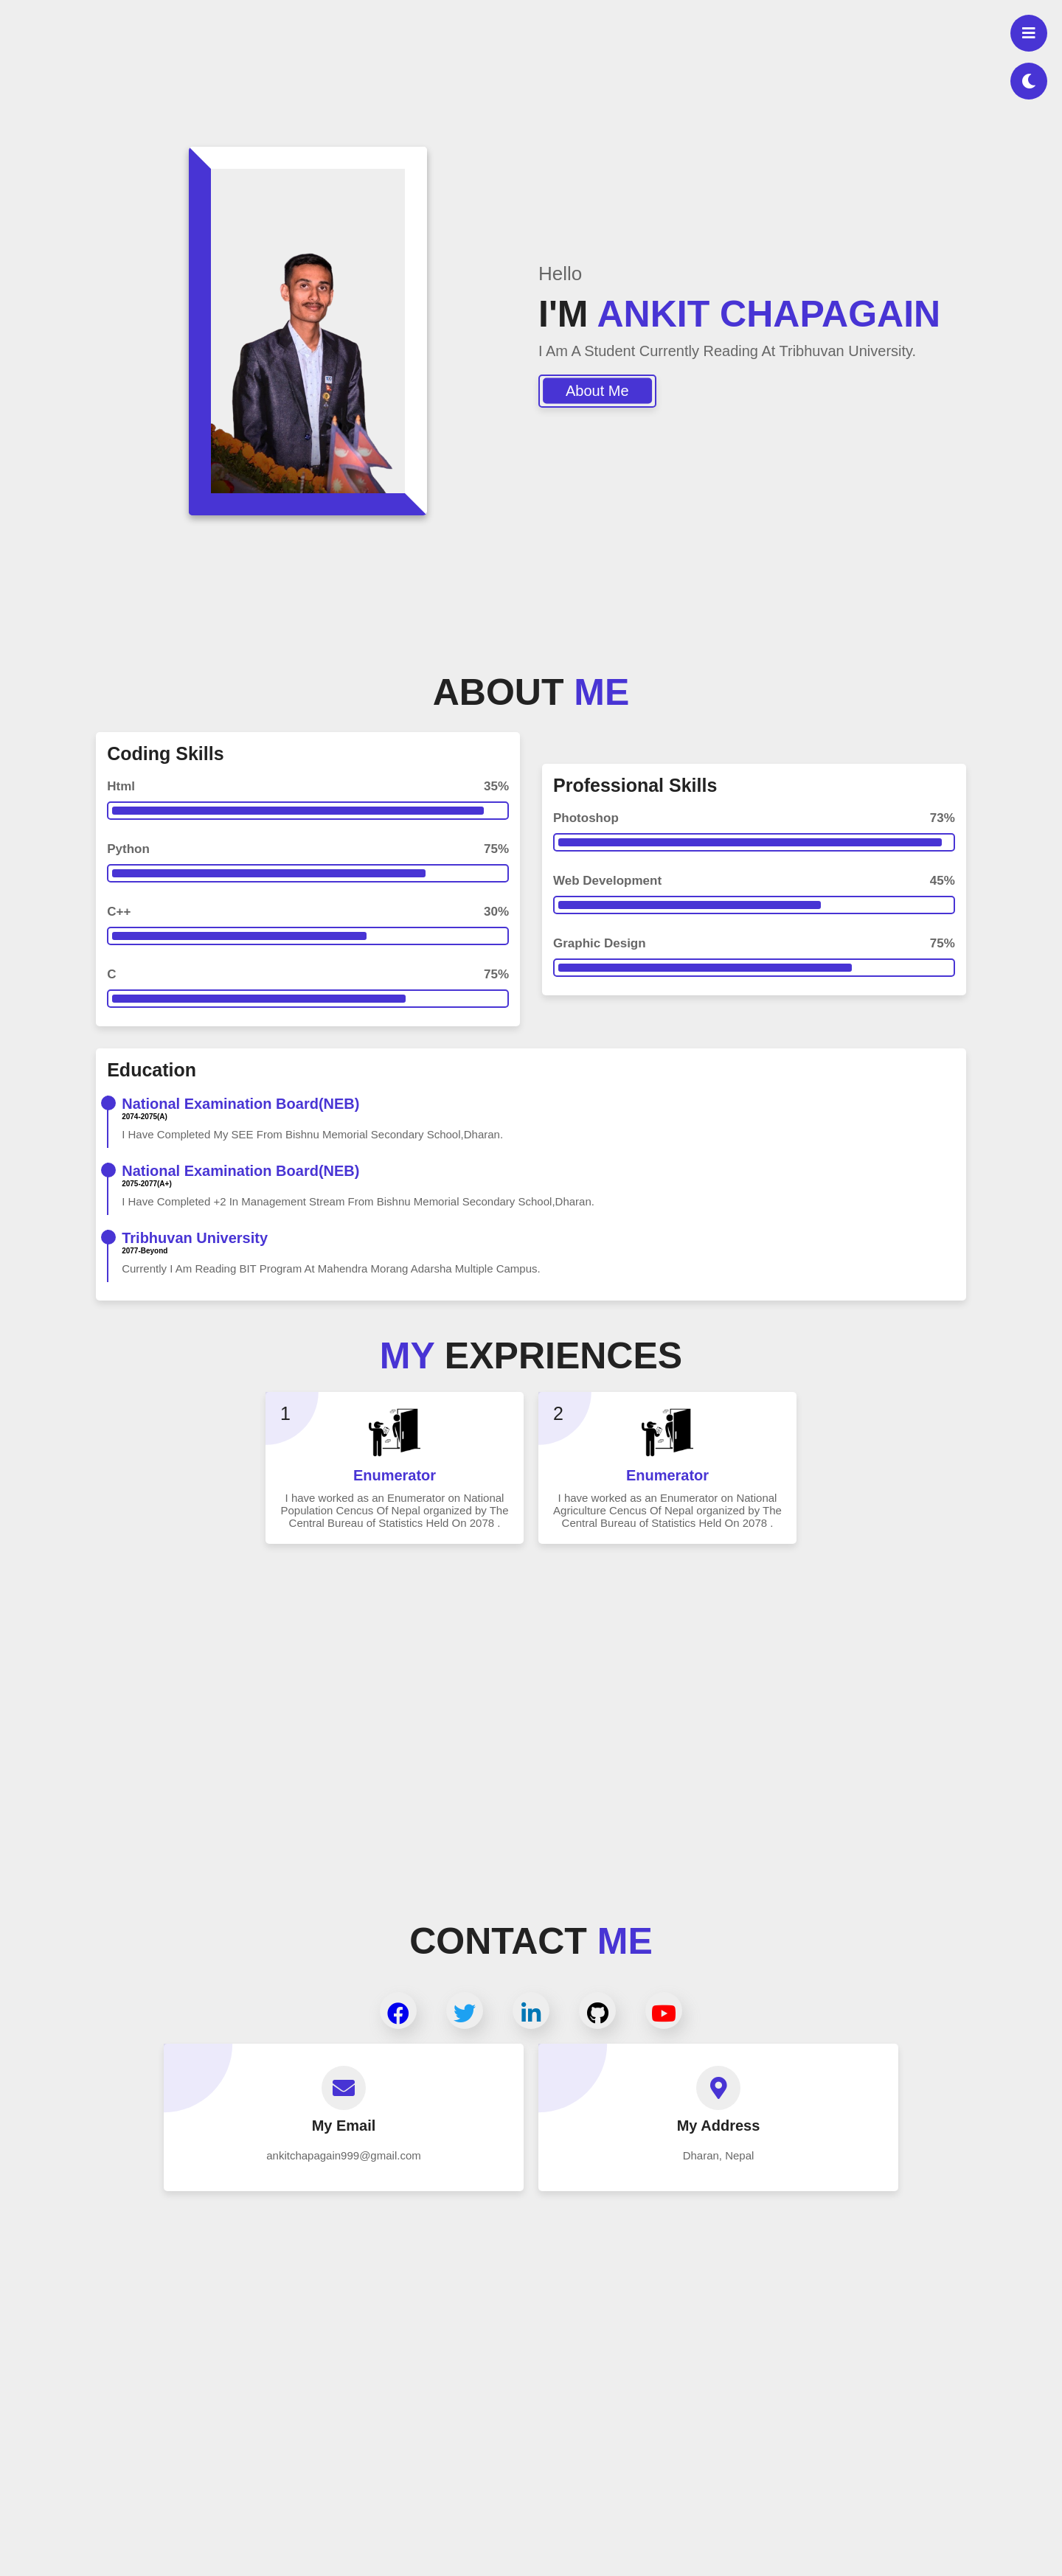 Hello
I'M ANKIT CHAPAGAIN
I Am A Student Currently Reading At Tribhuvan University.
About Me
ABOUT ME
Coding Skills
Html 35%
Python 75%
C++ 30%
C 75%
Professional Skills
Photoshop 73%
Web Development 45%
Graphic Design 75%
Education
National Examination Board(NEB)
2074-2075(A)
I Have Completed My SEE From Bishnu Memorial Secondary School,Dharan.
National Examination Board(NEB)
2075-2077(A+)
I Have Completed +2 In Management Stream From Bishnu Memorial Secondary School,Dharan.
Tribhuvan University
2077-Beyond
Currently I Am Reading BIT Program At Mahendra Morang Adarsha Multiple Campus.
MY EXPRIENCES
1
Enumerator
I have worked as an Enumerator on National
Population Cencus Of Nepal organized by The
Central Bureau of Statistics Held On 2078 .
2
Enumerator
I have worked as an Enumerator on National
Agriculture Cencus Of Nepal organized by The
Central Bureau of Statistics Held On 2078 .
CONTACT ME
My Email
ankitchapagain999@gmail.com
My Address
Dharan, Nepal